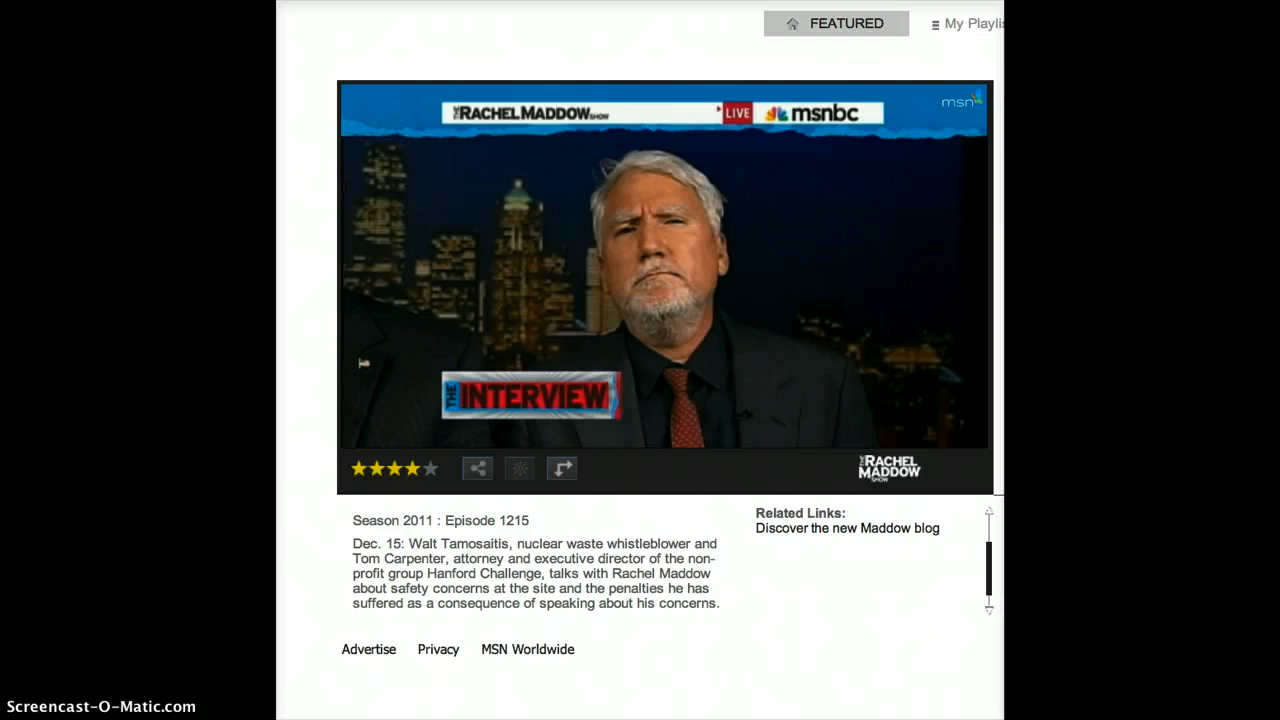 FEATURED
My Playlis
THE RACHEL MADDOW SHOW
LIVE
msnbc
msn
THE INTERVIEW
THE RACHEL MADDOW SHOW
Season 2011 : Episode 1215
Dec. 15: Walt Tamosaitis, nuclear waste whistleblower and
Tom Carpenter, attorney and executive director of the non-
profit group Hanford Challenge, talks with Rachel Maddow
about safety concerns at the site and the penalties he has
suffered as a consequence of speaking about his concerns.
Related Links:
Discover the new Maddow blog
Advertise Privacy MSN Worldwide
Screencast-O-Matic.com